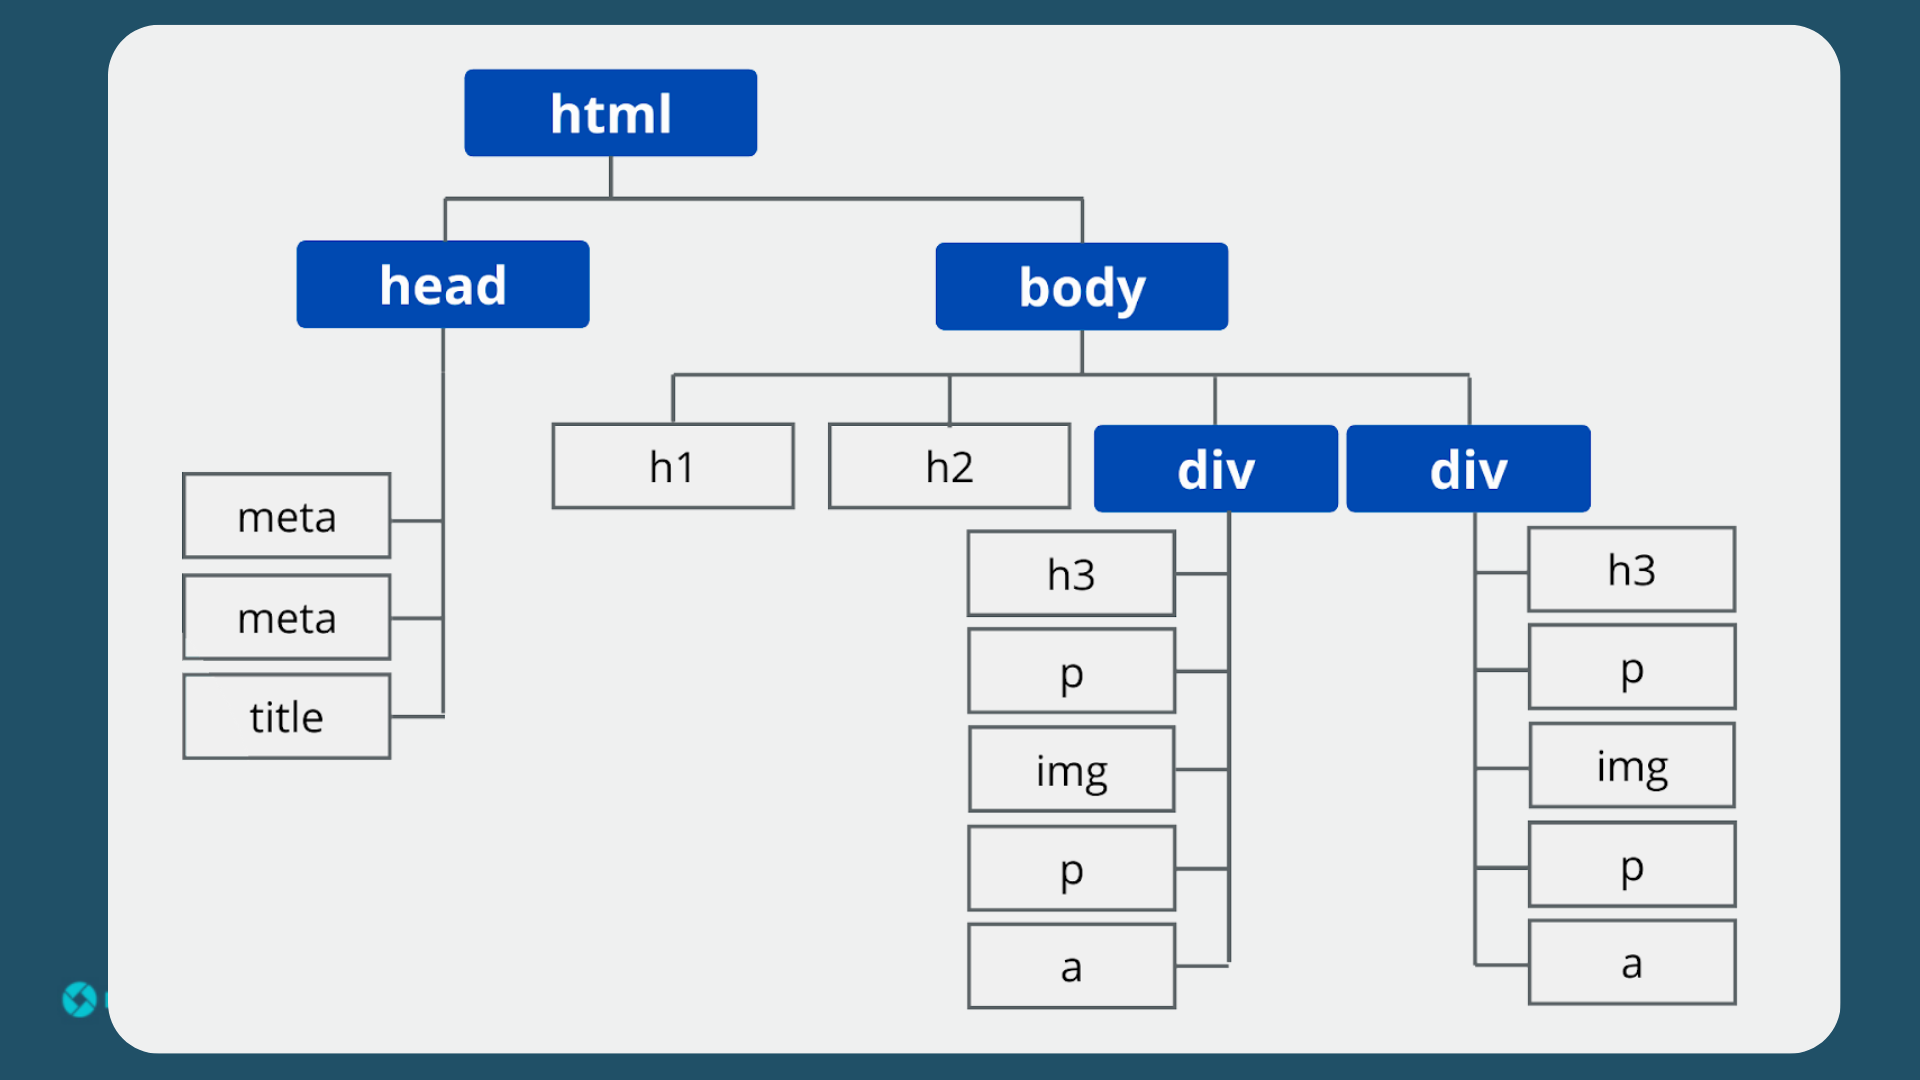 html
head
body
h1
h2
div
div
meta
meta
title
h3
p
img
p
a
h3
p
img
p
a